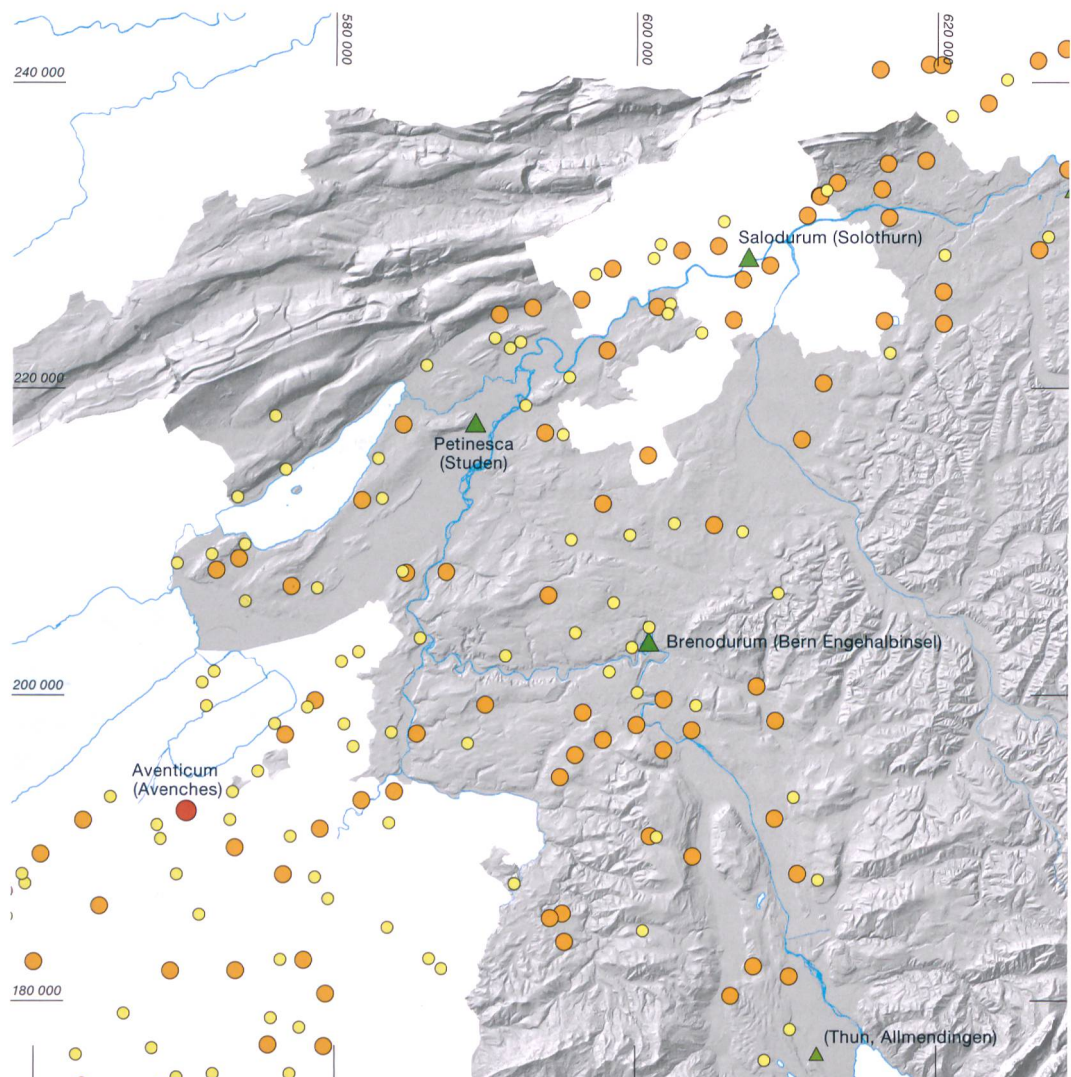 580 000
600 000
620 000
240 000
Salodurum (Solothurn)
220 000
Petinesca
(Studen)
Brenodurum (Bern Engehalbinsel)
200 000
Aventicum
(Avenches)
180 000
(Thun, Allmendingen)